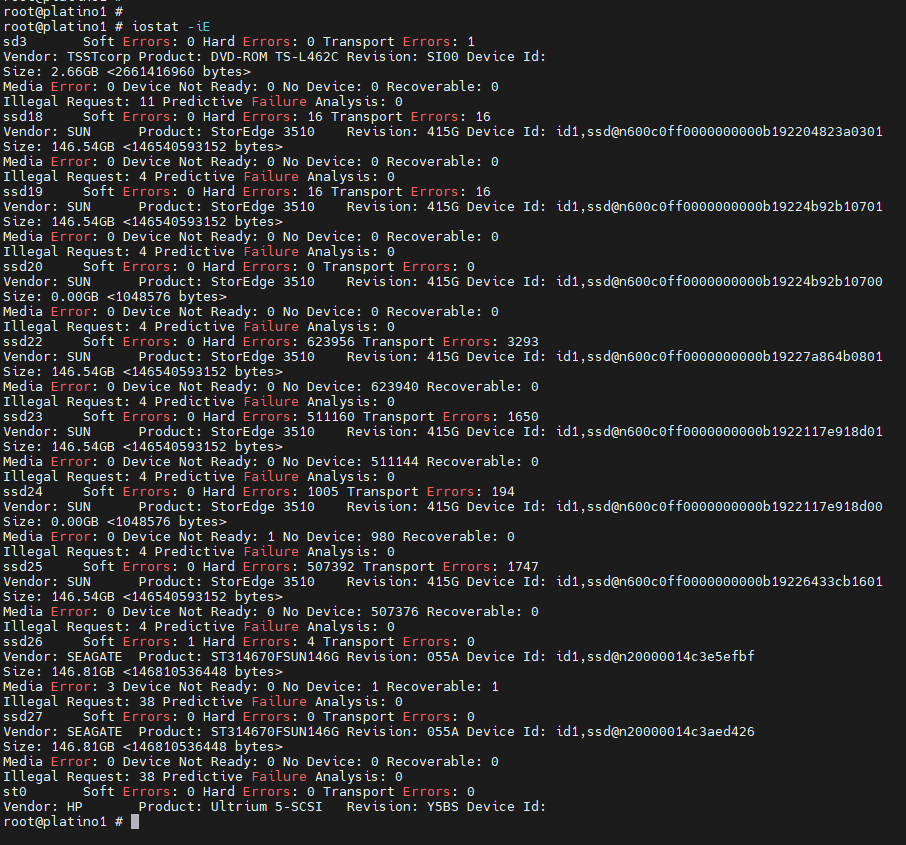 root@platino1 #
root@platino1 # iostat -iE
sd3       Soft Errors: 0 Hard Errors: 0 Transport Errors: 1
Vendor: TSSTcorp Product: DVD-ROM TS-L462C Revision: SI00 Device Id:
Size: 2.66GB <2661416960 bytes>
Media Error: 0 Device Not Ready: 0 No Device: 0 Recoverable: 0
Illegal Request: 11 Predictive Failure Analysis: 0
ssd18     Soft Errors: 0 Hard Errors: 16 Transport Errors: 16
Vendor: SUN      Product: StorEdge 3510    Revision: 415G Device Id: id1,ssd@n600c0ff0000000000b192204823a0301
Size: 146.54GB <146540593152 bytes>
Media Error: 0 Device Not Ready: 0 No Device: 0 Recoverable: 0
Illegal Request: 4 Predictive Failure Analysis: 0
ssd19     Soft Errors: 0 Hard Errors: 16 Transport Errors: 16
Vendor: SUN      Product: StorEdge 3510    Revision: 415G Device Id: id1,ssd@n600c0ff0000000000b19224b92b10701
Size: 146.54GB <146540593152 bytes>
Media Error: 0 Device Not Ready: 0 No Device: 0 Recoverable: 0
Illegal Request: 4 Predictive Failure Analysis: 0
ssd20     Soft Errors: 0 Hard Errors: 0 Transport Errors: 0
Vendor: SUN      Product: StorEdge 3510    Revision: 415G Device Id: id1,ssd@n600c0ff0000000000b19224b92b10700
Size: 0.00GB <1048576 bytes>
Media Error: 0 Device Not Ready: 0 No Device: 0 Recoverable: 0
Illegal Request: 4 Predictive Failure Analysis: 0
ssd22     Soft Errors: 0 Hard Errors: 623956 Transport Errors: 3293
Vendor: SUN      Product: StorEdge 3510    Revision: 415G Device Id: id1,ssd@n600c0ff0000000000b19227a864b0801
Size: 146.54GB <146540593152 bytes>
Media Error: 0 Device Not Ready: 0 No Device: 623940 Recoverable: 0
Illegal Request: 4 Predictive Failure Analysis: 0
ssd23     Soft Errors: 0 Hard Errors: 511160 Transport Errors: 1650
Vendor: SUN      Product: StorEdge 3510    Revision: 415G Device Id: id1,ssd@n600c0ff0000000000b1922117e918d01
Size: 146.54GB <146540593152 bytes>
Media Error: 0 Device Not Ready: 0 No Device: 511144 Recoverable: 0
Illegal Request: 4 Predictive Failure Analysis: 0
ssd24     Soft Errors: 0 Hard Errors: 1005 Transport Errors: 194
Vendor: SUN      Product: StorEdge 3510    Revision: 415G Device Id: id1,ssd@n600c0ff0000000000b1922117e918d00
Size: 0.00GB <1048576 bytes>
Media Error: 0 Device Not Ready: 1 No Device: 980 Recoverable: 0
Illegal Request: 4 Predictive Failure Analysis: 0
ssd25     Soft Errors: 0 Hard Errors: 507392 Transport Errors: 1747
Vendor: SUN      Product: StorEdge 3510    Revision: 415G Device Id: id1,ssd@n600c0ff0000000000b19226433cb1601
Size: 146.54GB <146540593152 bytes>
Media Error: 0 Device Not Ready: 0 No Device: 507376 Recoverable: 0
Illegal Request: 4 Predictive Failure Analysis: 0
ssd26     Soft Errors: 1 Hard Errors: 4 Transport Errors: 0
Vendor: SEAGATE  Product: ST314670FSUN146G Revision: 055A Device Id: id1,ssd@n20000014c3e5efbf
Size: 146.81GB <146810536448 bytes>
Media Error: 3 Device Not Ready: 0 No Device: 1 Recoverable: 1
Illegal Request: 38 Predictive Failure Analysis: 0
ssd27     Soft Errors: 0 Hard Errors: 0 Transport Errors: 0
Vendor: SEAGATE  Product: ST314670FSUN146G Revision: 055A Device Id: id1,ssd@n20000014c3aed426
Size: 146.81GB <146810536448 bytes>
Media Error: 0 Device Not Ready: 0 No Device: 0 Recoverable: 0
Illegal Request: 38 Predictive Failure Analysis: 0
st0       Soft Errors: 0 Hard Errors: 0 Transport Errors: 0
Vendor: HP       Product: Ultrium 5-SCSI   Revision: Y5BS Device Id:
root@platino1 #